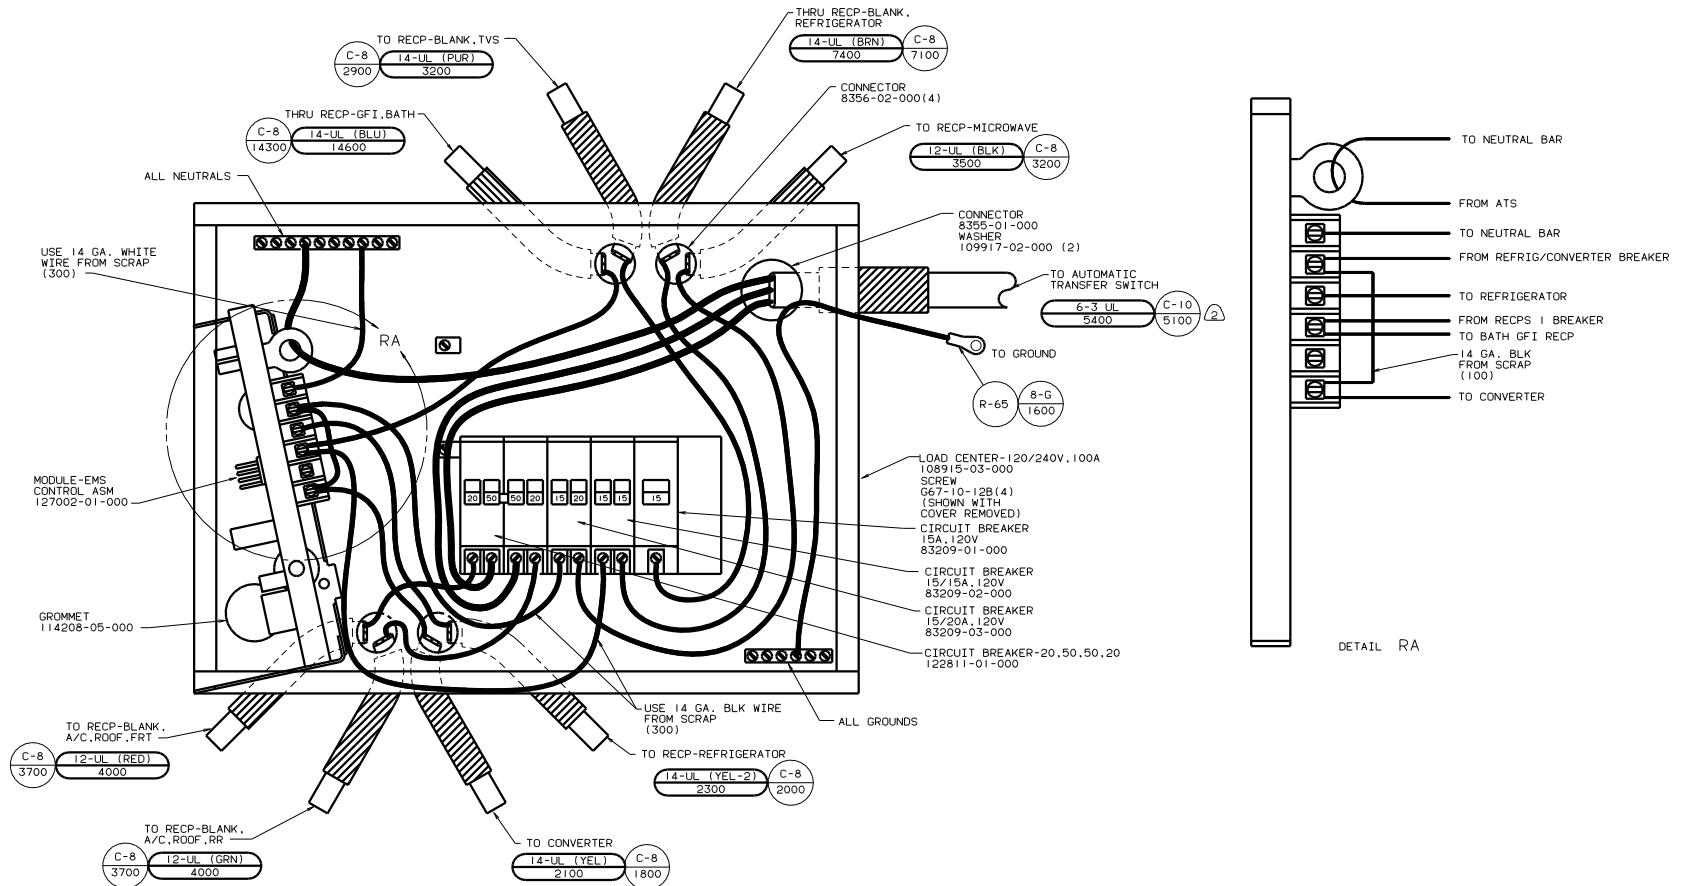 THRU RECP-BLANK,
REFRIGERATOR
14-UL (BRN)
7400
C-8
7100
TO RECP-BLANK,TVS
C-8
2900
14-UL (PUR)
3200
CONNECTOR
8356-02-000(4)
THRU RECP-GFI,BATH
C-8
14300
14-UL (BLU)
14600
TO RECP-MICROWAVE
12-UL (BLK)
3500
C-8
3200
ALL NEUTRALS
CONNECTOR
8355-01-000
WASHER
109917-02-000 (2)
USE 14 GA. WHITE
WIRE FROM SCRAP
(300)
TO AUTOMATIC
TRANSFER SWITCH
6-3 UL
5400
C-10
5100
2
RA
TO GROUND
R-65
8-G
1600
LOAD CENTER-120/240V,100A
108915-03-000
SCREW
G67-10-12B(4)
(SHOWN WITH
COVER REMOVED)
MODULE-EMS
CONTROL ASM
127002-01-000
20 50 50 20 15 20 15 15 15
CIRCUIT BREAKER
15A,120V
83209-01-000
CIRCUIT BREAKER
15/15A,120V
83209-02-000
CIRCUIT BREAKER
15/20A,120V
83209-03-000
CIRCUIT BREAKER-20,50,50,20
122811-01-000
GROMMET
114208-05-000
USE 14 GA. BLK WIRE
FROM SCRAP
(300)
ALL GROUNDS
TO RECP-BLANK,
A/C,ROOF,FRT
C-8
3700
12-UL (RED)
4000
TO RECP-REFRIGERATOR
14-UL (YEL-2)
2300
C-8
2000
TO RECP-BLANK,
A/C,ROOF,RR
C-8
3700
12-UL (GRN)
4000
TO CONVERTER
14-UL (YEL)
2100
C-8
1800
TO NEUTRAL BAR
FROM ATS
TO NEUTRAL BAR
FROM REFRIG/CONVERTER BREAKER
TO REFRIGERATOR
FROM RECPS 1 BREAKER
TO BATH GFI RECP
14 GA. BLK
FROM SCRAP
(100)
TO CONVERTER
DETAIL RA